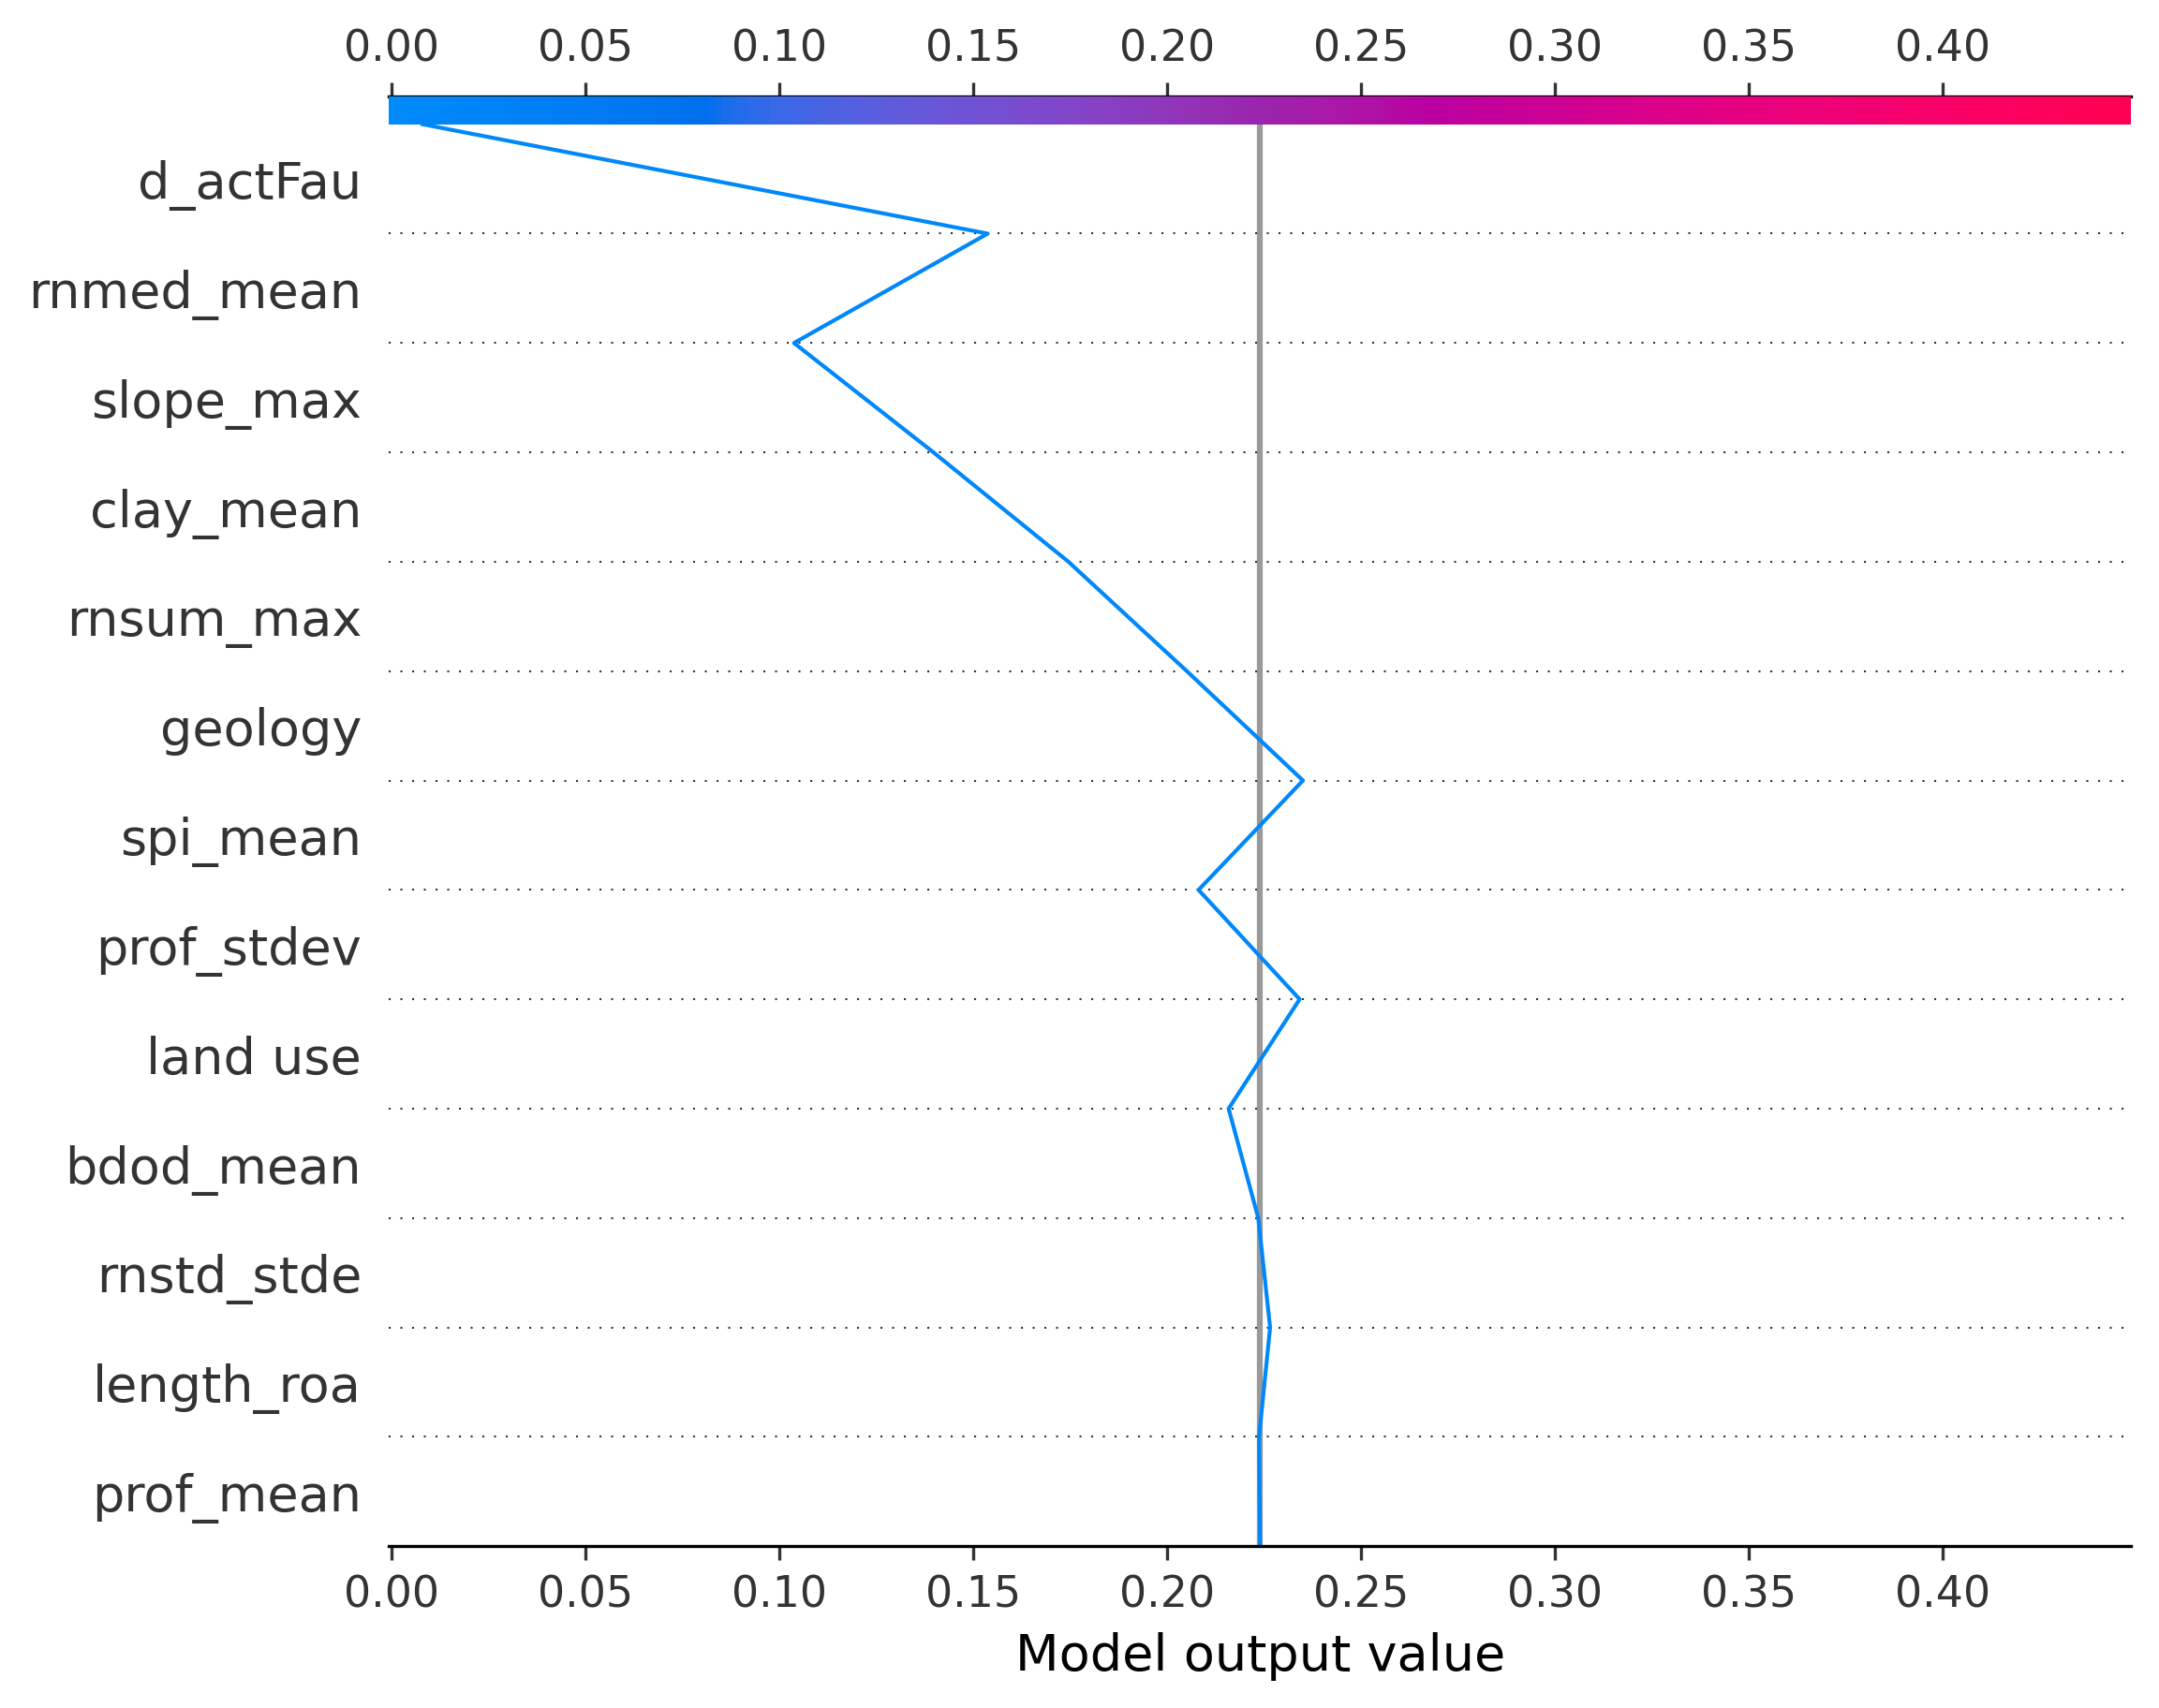 0.00 0.05 0.10 0.15 0.20 0.25 0.30 0.35 0.40
d_actFau
rnmed_mean
slope_max
clay_mean
rnsum_max
geology
spi_mean
prof_stdev
land use
bdod_mean
rnstd_stde
length_roa
prof_mean
0.00 0.05 0.10 0.15 0.20 0.25 0.30 0.35 0.40
Model output value